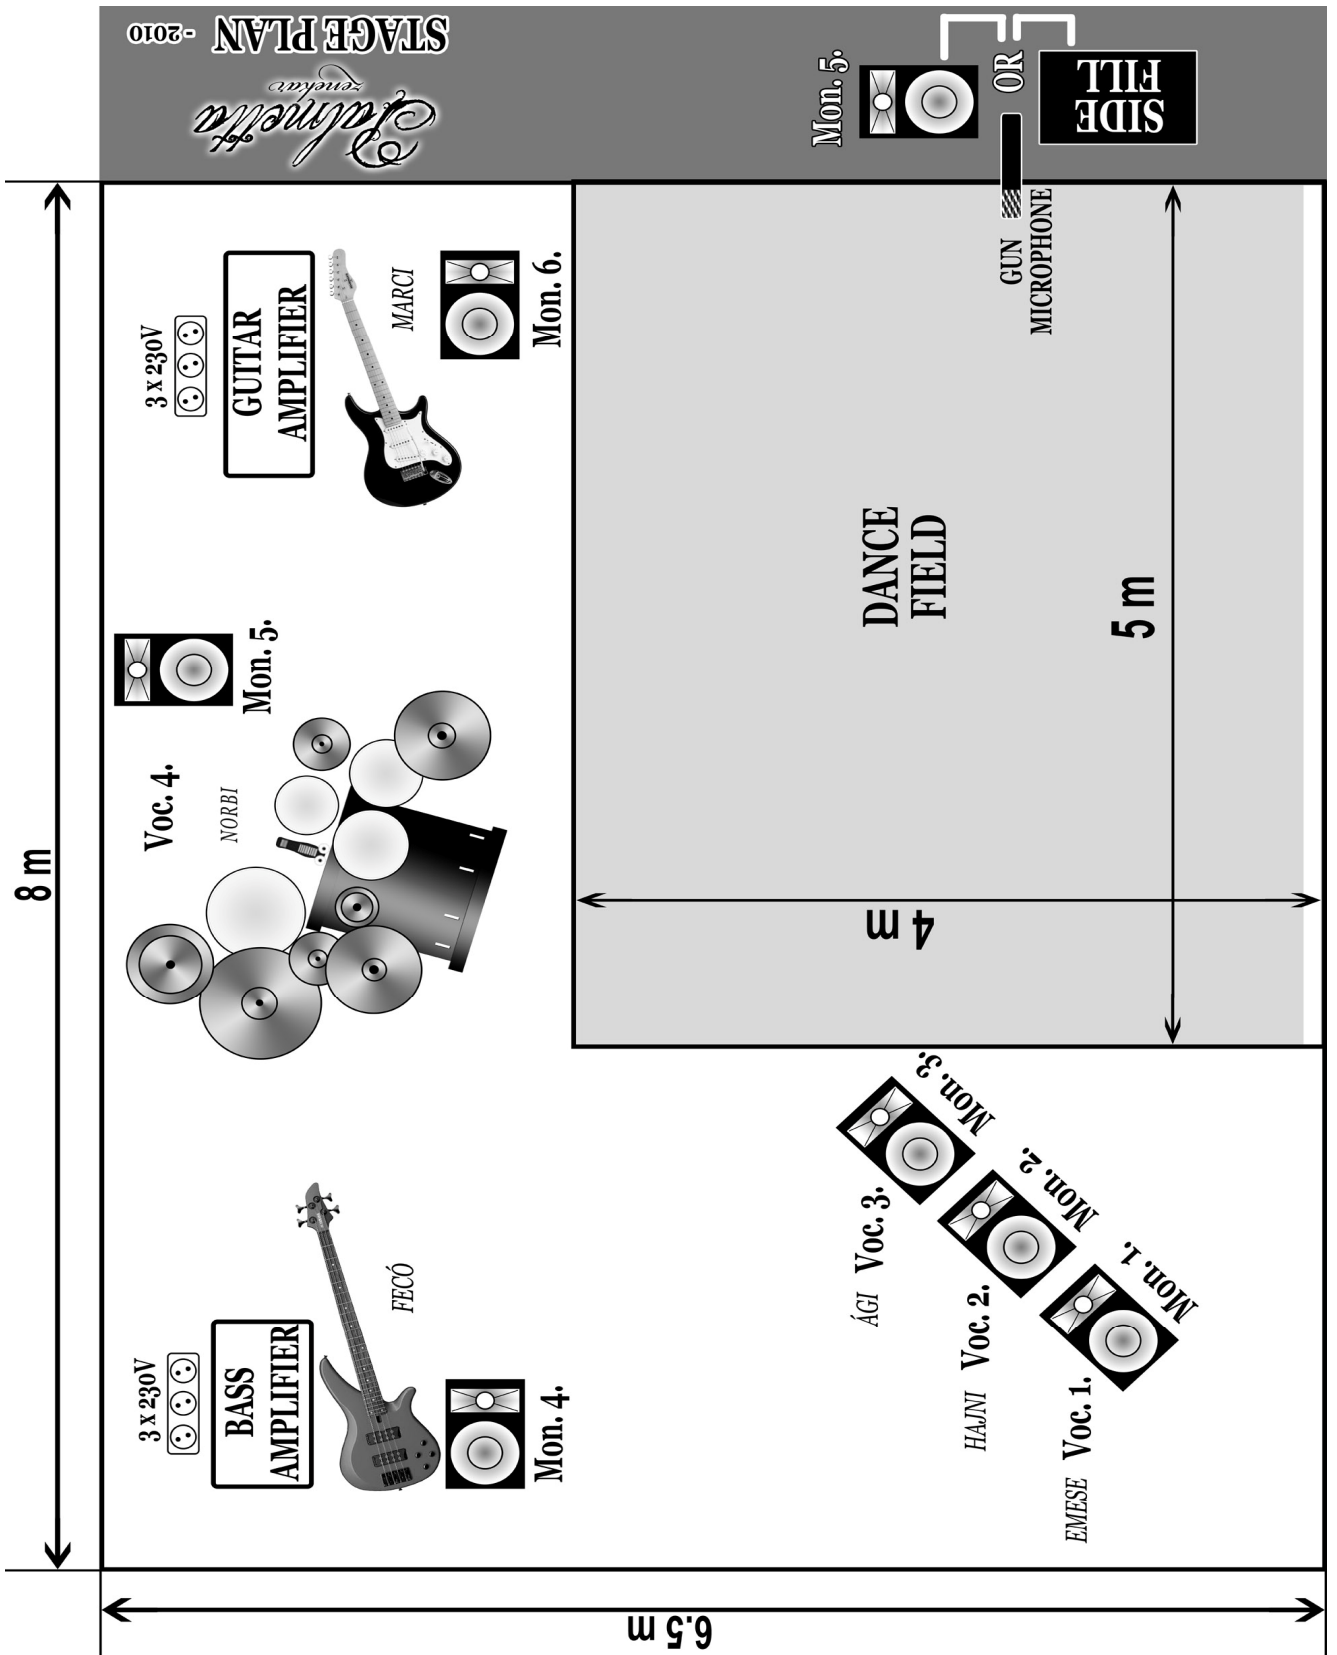 Palmetta
zenekar
STAGE PLAN - 2010
3 x 230V
BASS
AMPLIFIER
FECÓ
Mon. 4.
Voc. 4.
NORBI
Mon. 5.
3 x 230V
GUITAR
AMPLIFIER
MARCI
Mon. 6.
8 m
6.5 m
DANCE
FIELD
4 m
5 m
ÁGI Voc. 3.
Mon. 3.
HAJNI Voc. 2.
Mon. 2.
EMESE Voc. 1.
Mon. 1.
Mon. 5.
OR
SIDE
FILL
GUN
MICROPHONE